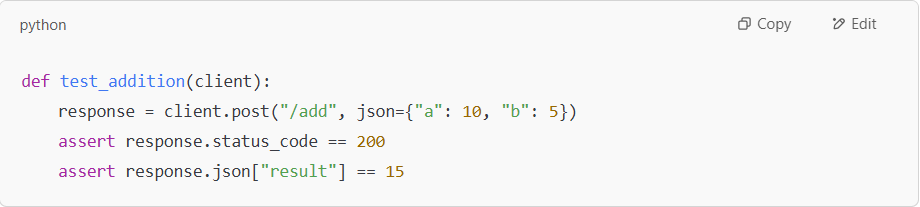 python
Copy
Edit
def test_addition(client):
    response = client.post("/add", json={"a": 10, "b": 5})
    assert response.status_code == 200
    assert response.json["result"] == 15